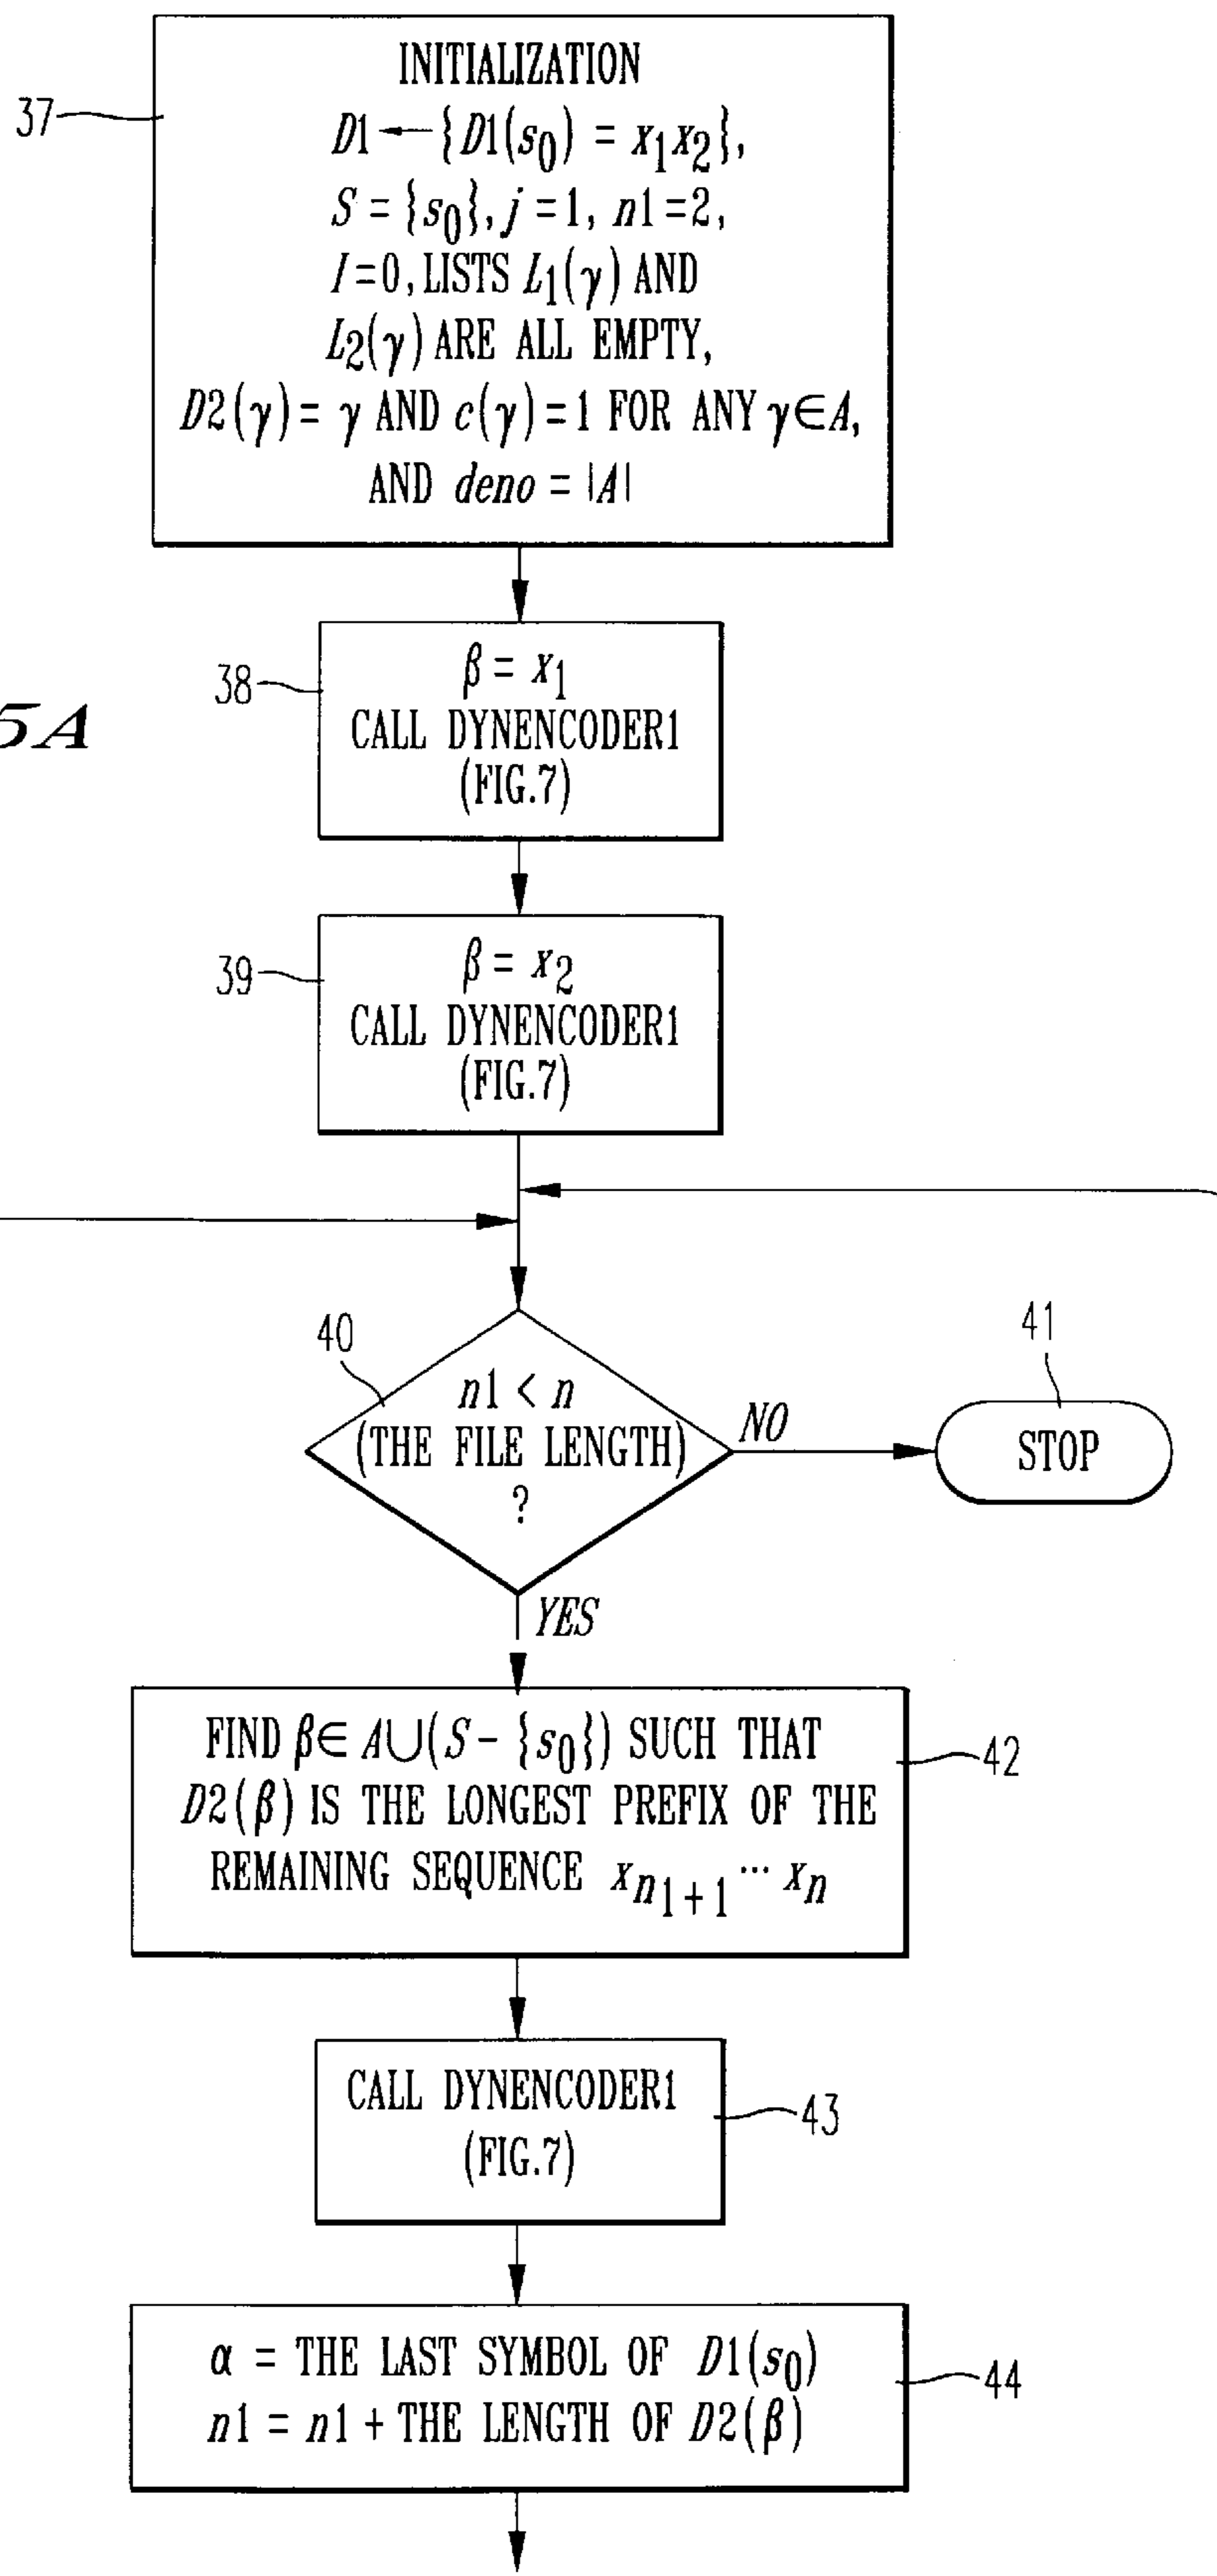 37
INITIALIZATION
D1 ← {D1(s₀) = x₁x₂},
S = {s₀}, j = 1, n1 = 2,
I = 0, LISTS L₁(γ) AND
L₂(γ) ARE ALL EMPTY,
D2(γ) = γ AND c(γ) = 1 FOR ANY γ∈A,
AND deno = |A|
38
β = x₁
CALL DYNENCODER1
(FIG.7)
5A
39
β = x₂
CALL DYNENCODER1
(FIG.7)
40
n1 < n
(THE FILE LENGTH)
?
NO
41
STOP
YES
FIND β∈ A∪(S - {s₀}) SUCH THAT
D2(β) IS THE LONGEST PREFIX OF THE
REMAINING SEQUENCE xₙ₁₊₁ ··· xₙ
42
CALL DYNENCODER1
(FIG.7)
43
α = THE LAST SYMBOL OF D1(s₀)
n1 = n1 + THE LENGTH OF D2(β)
44